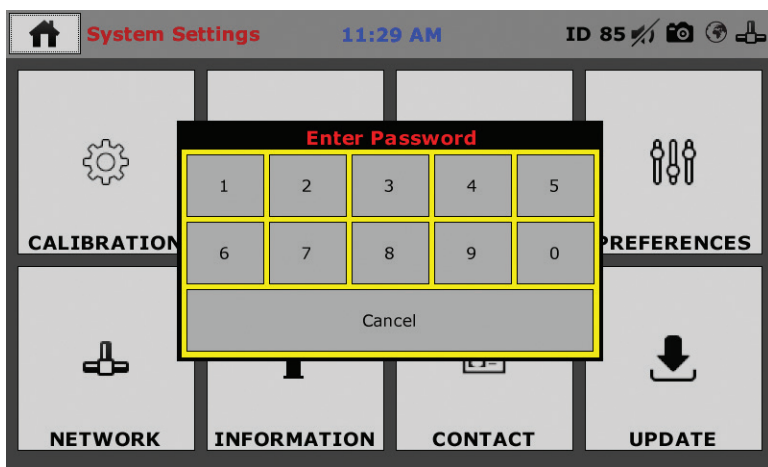 System Settings 11:29 AM ID 85
Enter Password
1 2 3 4 5
CALIBRATION PREFERENCES
6 7 8 9 0
Cancel
NETWORK INFORMATION CONTACT UPDATE